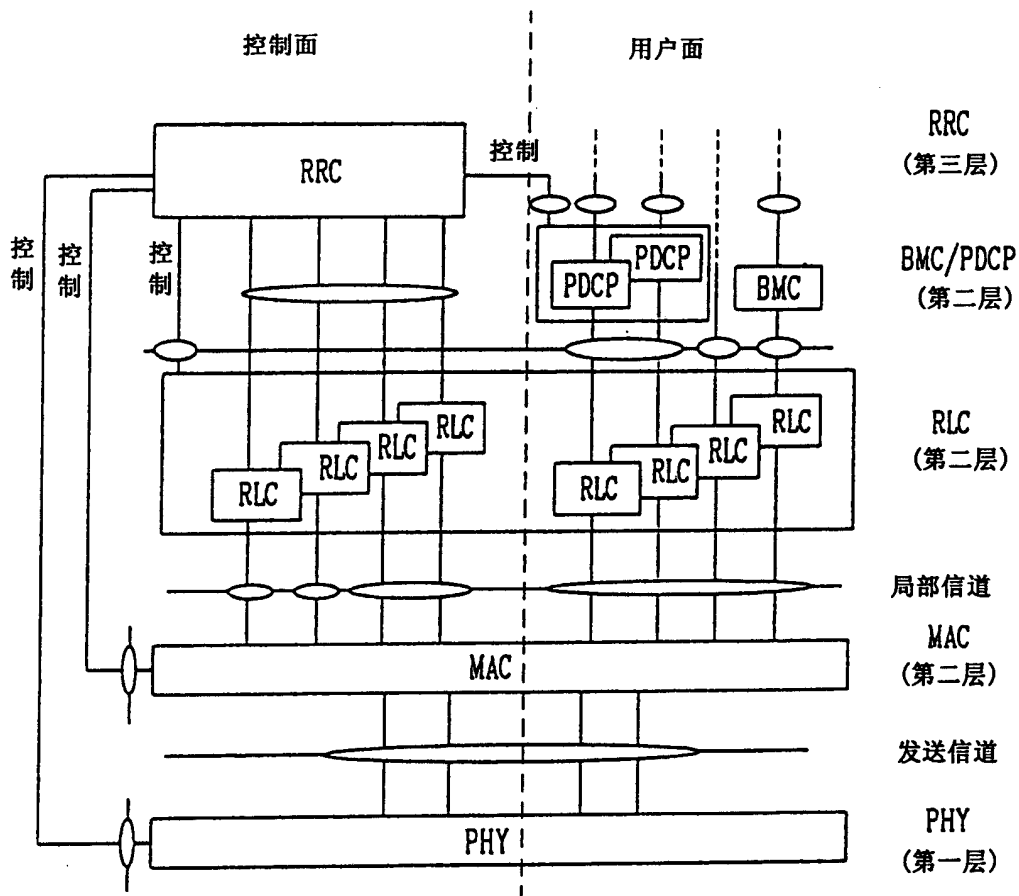 控制面
用户面
RRC
控制
RRC
(第三层)
控制
控制
控制
PDCP
PDCP
BMC
BMC/PDCP
(第二层)
RLC
RLC
RLC
RLC
RLC
RLC
RLC
RLC
RLC
(第二层)
局部信道
MAC
MAC
(第二层)
发送信道
PHY
PHY
(第一层)